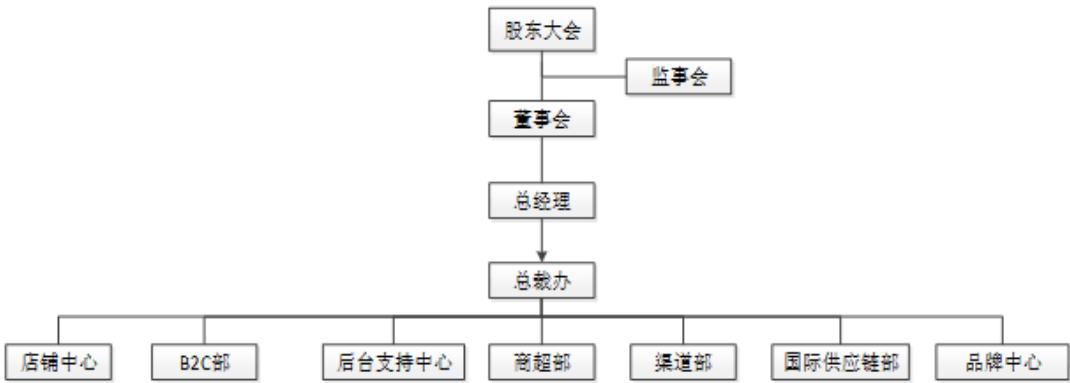 股东大会
监事会
董事会
总经理
总裁办
店铺中心
B2C部
后台支持中心
商超部
渠道部
国际供应链部
品牌中心